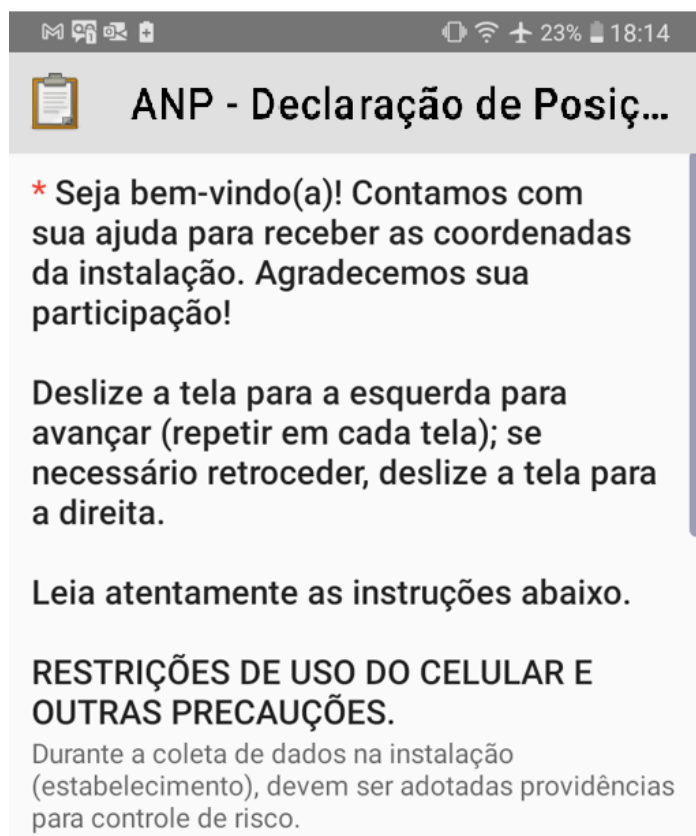 23% 18:14
ANP - Declaração de Posiç...
* Seja bem-vindo(a)! Contamos com
sua ajuda para receber as coordenadas
da instalação. Agradecemos sua
participação!
Deslize a tela para a esquerda para
avançar (repetir em cada tela); se
necessário retroceder, deslize a tela para
a direita.
Leia atentamente as instruções abaixo.
RESTRIÇÕES DE USO DO CELULAR E
OUTRAS PRECAUÇÕES.
Durante a coleta de dados na instalação
(estabelecimento), devem ser adotadas providências
para controle de risco.